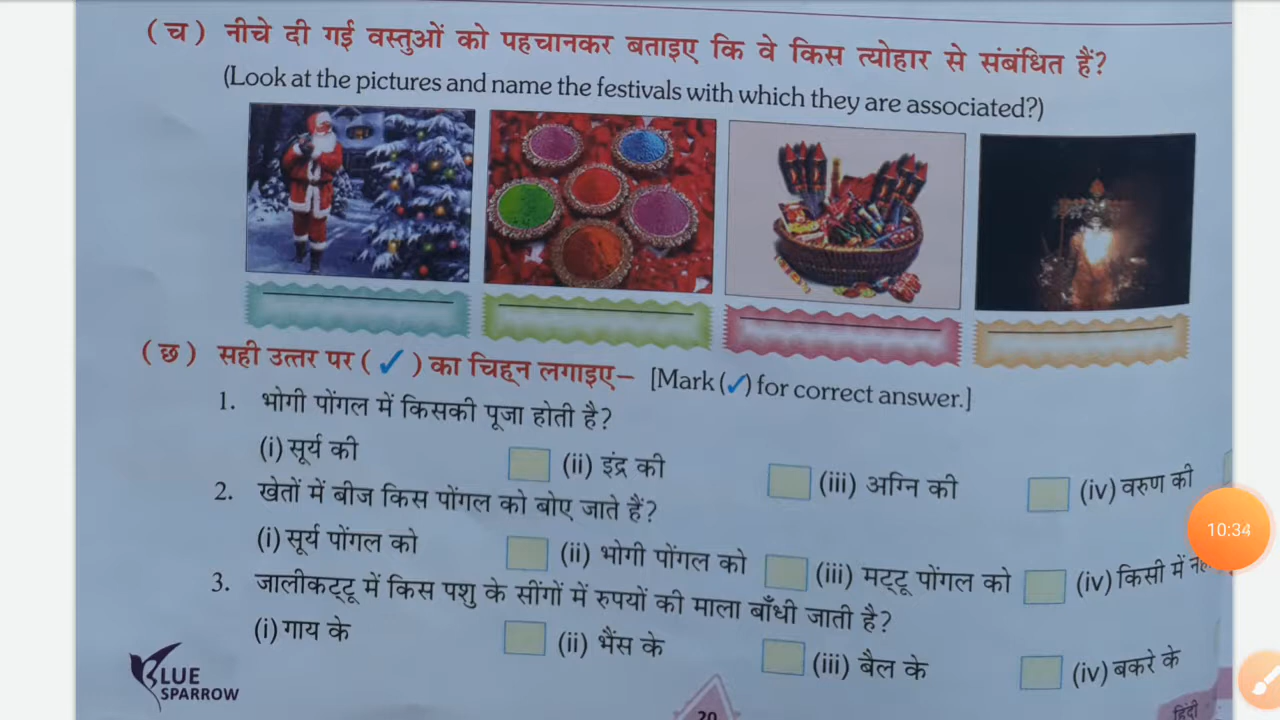 (च) नीचे दी गई वस्तुओं को पहचानकर बताइए कि वे किस त्योहार से संबंधित हैं?
(Look at the pictures and name the festivals with which they are associated?)
(छ) सही उत्तर पर (✓) का चिह्न लगाइए– [Mark (✓) for correct answer.]
1. भोगी पोंगल में किसकी पूजा होती है?
(i) सूर्य की (ii) इंद्र की (iii) अग्नि की (iv) वरुण की
2. खेतों में बीज किस पोंगल को बोए जाते हैं?
(i) सूर्य पोंगल को (ii) भोगी पोंगल को (iii) मट्टू पोंगल को (iv) किसी में
3. जालीकट्टू में किस पशु के सींगों में रुपयों की माला बाँधी जाती है?
(i) गाय के (ii) भैंस के (iii) बैल के (iv) बकरे के
BLUE
SPARROW
20
हिंदी
10:34